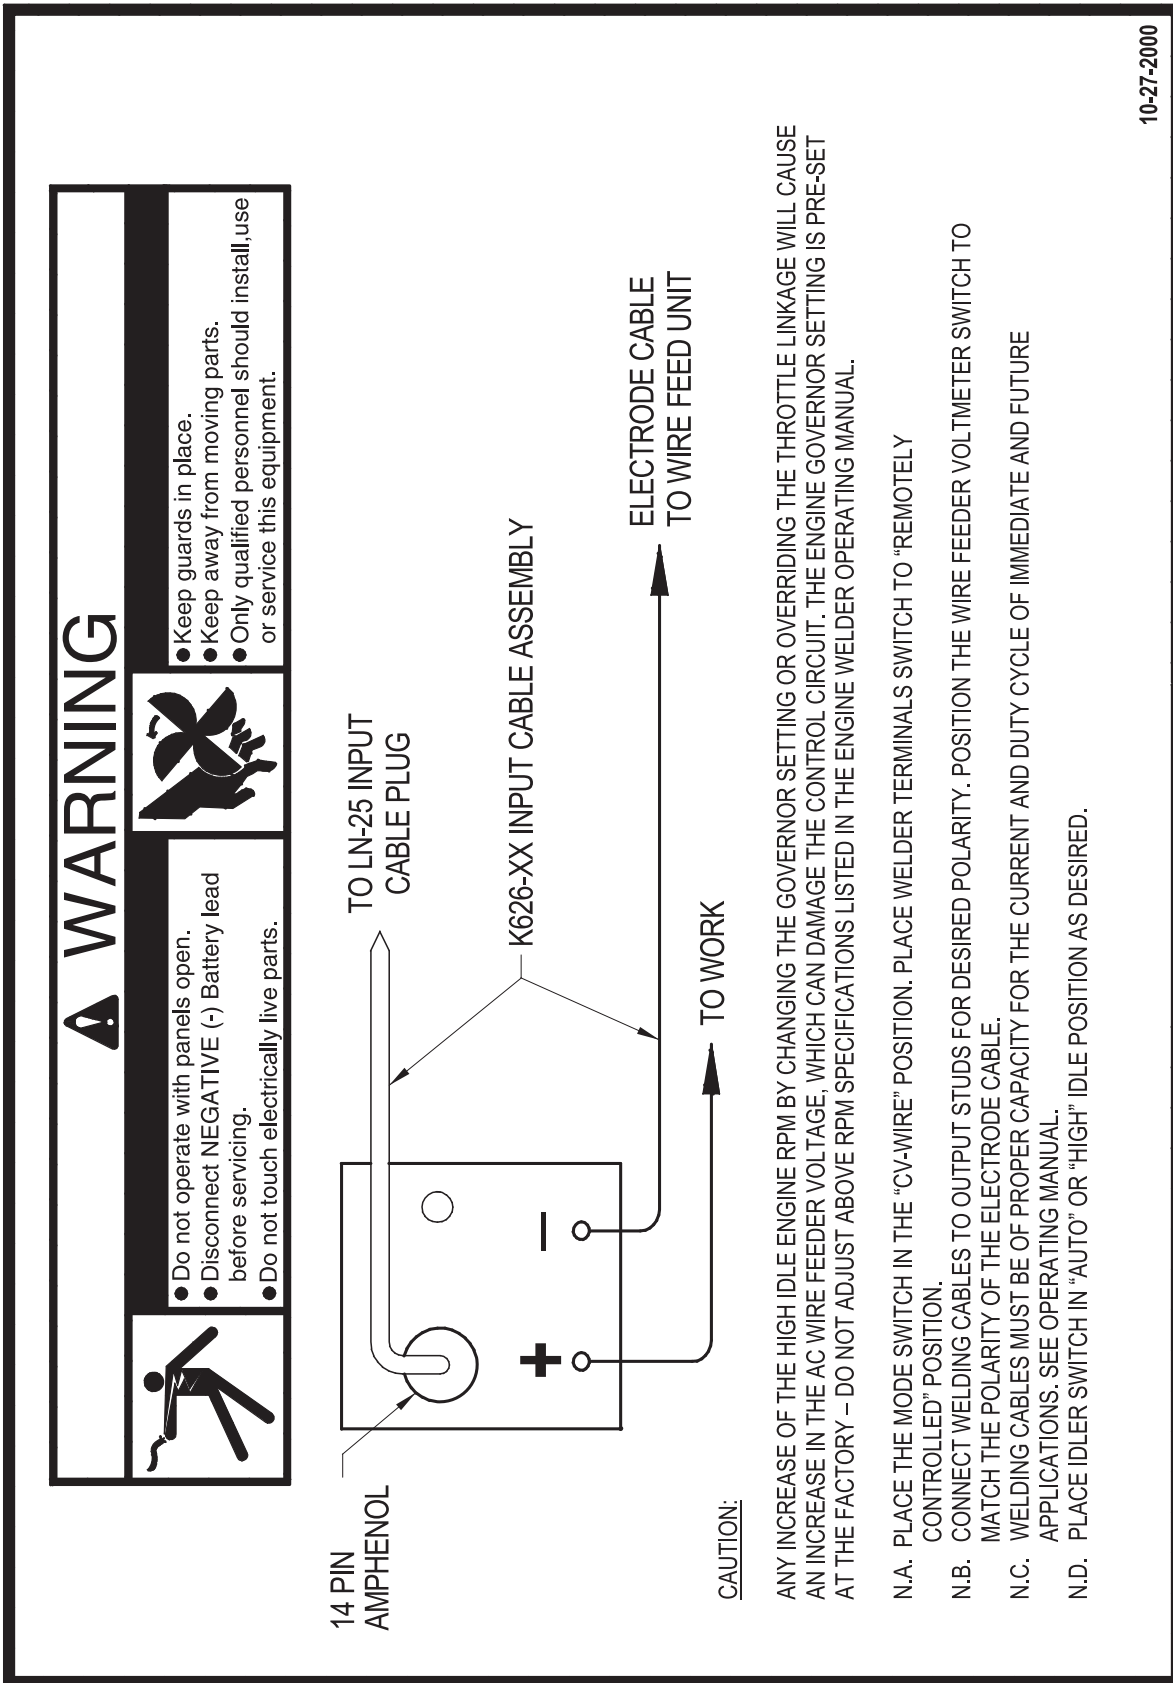 WARNING
● Do not operate with panels open.
● Disconnect NEGATIVE (-) Battery lead
before servicing.
● Do not touch electrically live parts.
● Keep guards in place.
● Keep away from moving parts.
● Only qualified personnel should install,use
or service this equipment.
14 PIN
AMPHENOL
TO LN-25 INPUT
CABLE PLUG
K626-XX INPUT CABLE ASSEMBLY
+
−
TO WORK
ELECTRODE CABLE
TO WIRE FEED UNIT
CAUTION:
ANY INCREASE OF THE HIGH IDLE ENGINE RPM BY CHANGING THE GOVERNOR SETTING OR OVERRIDING THE THROTTLE LINKAGE WILL CAUSE
AN INCREASE IN THE AC WIRE FEEDER VOLTAGE, WHICH CAN DAMAGE THE CONTROL CIRCUIT. THE ENGINE GOVERNOR SETTING IS PRE-SET
AT THE FACTORY – DO NOT ADJUST ABOVE RPM SPECIFICATIONS LISTED IN THE ENGINE WELDER OPERATING MANUAL.
N.A. PLACE THE MODE SWITCH IN THE “CV-WIRE” POSITION. PLACE WELDER TERMINALS SWITCH TO “REMOTELY
CONTROLLED” POSITION.
N.B. CONNECT WELDING CABLES TO OUTPUT STUDS FOR DESIRED POLARITY. POSITION THE WIRE FEEDER VOLTMETER SWITCH TO
MATCH THE POLARITY OF THE ELECTRODE CABLE.
N.C. WELDING CABLES MUST BE OF PROPER CAPACITY FOR THE CURRENT AND DUTY CYCLE OF IMMEDIATE AND FUTURE
APPLICATIONS. SEE OPERATING MANUAL.
N.D. PLACE IDLER SWITCH IN “AUTO” OR “HIGH” IDLE POSITION AS DESIRED.
10-27-2000